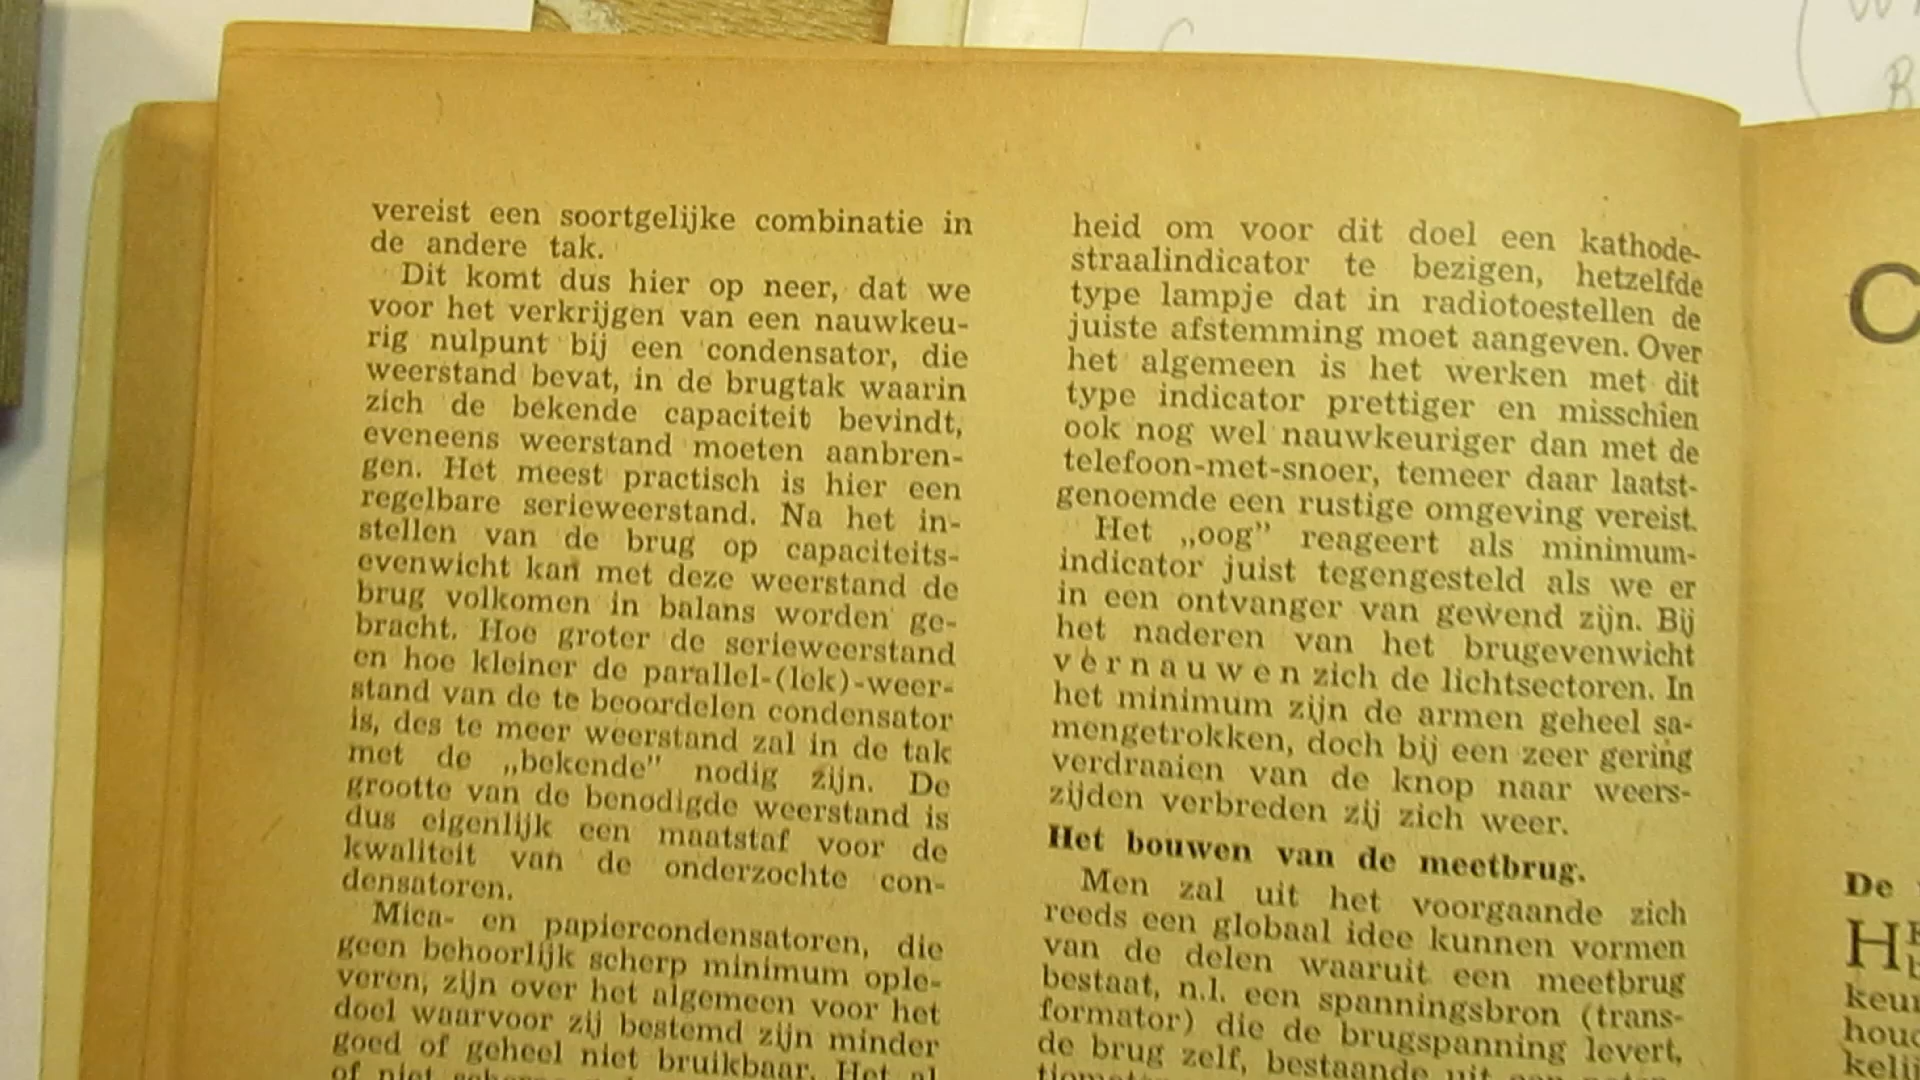 vereist een soortgelijke combinatie in
de andere tak.
Dit komt dus hier op neer, dat we
voor het verkrijgen van een nauwkeu-
rig nulpunt bij een condensator, die
weerstand bevat, in de brugtak waarin
zich de bekende capaciteit bevindt,
eveneens weerstand moeten aanbren-
gen. Het meest practisch is hier een
regelbare serieweerstand. Na het in-
stellen van de brug op capaciteits-
evenwicht kan met deze weerstand de
brug volkomen in balans worden ge-
bracht. Hoe groter de serieweerstand
en hoe kleiner de parallel-(lek)-weer-
stand van de te beoordelen condensator
is, des te meer weerstand zal in de tak
met de „bekende” nodig zijn. De
grootte van de benodigde weerstand is
dus eigenlijk een maatstaf voor de
kwaliteit van de onderzochte con-
densatoren.
Mica- en papiercondensatoren, die
geen behoorlijk scherp minimum ople-
veren, zijn over het algemeen voor het
doel waarvoor zij bestemd zijn minder
goed of geheel niet bruikbaar. Het al
of niet
heid om voor dit doel een kathode-
straalindicator te bezigen, hetzelfde
type lampje dat in radiotoestellen de
juiste afstemming moet aangeven. Over
het algemeen is het werken met dit
type indicator prettiger en misschien
ook nog wel nauwkeuriger dan met de
telefoon-met-snoer, temeer daar laatst-
genoemde een rustige omgeving vereist.
Het „oog” reageert als minimum-
indicator juist tegengesteld als we er
in een ontvanger van gewend zijn. Bij
het naderen van het brugevenwicht
vernauwen zich de lichtsectoren. In
het minimum zijn de armen geheel sa-
mengetrokken, doch bij een zeer gering
verdraaien van de knop naar weers-
zijden verbreden zij zich weer.
Het bouwen van de meetbrug.
Men zal uit het voorgaande zich
reeds een globaal idee kunnen vormen
van de delen waaruit een meetbrug
bestaat, n.l. een spanningsbron (trans-
formator) die de brugspanning levert,
de brug zelf, bestaande uit een
De
keu
hou
kelij